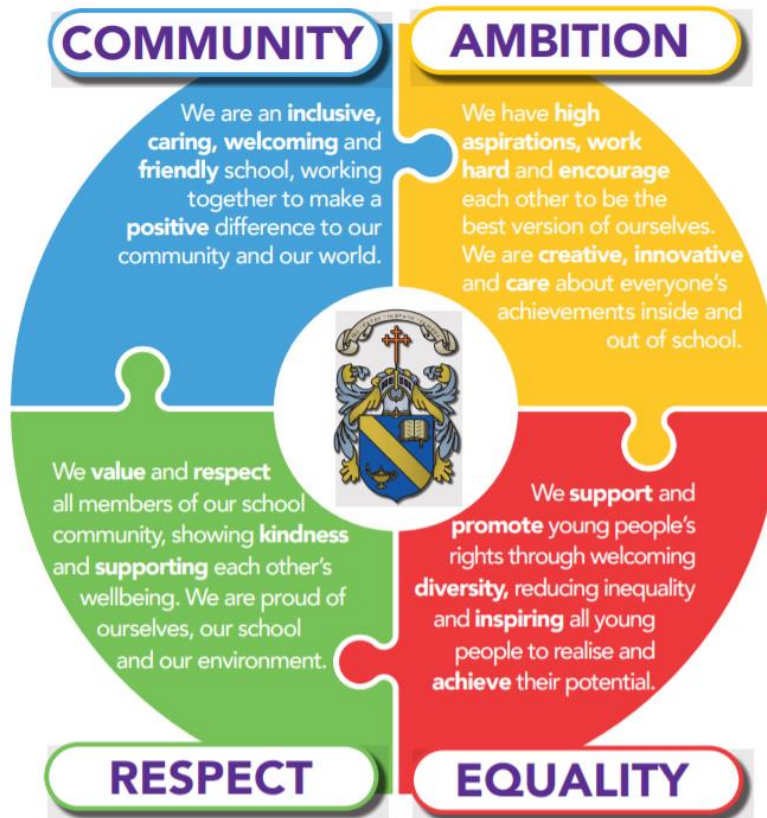 COMMUNITY
We are an inclusive,
caring, welcoming and
friendly school, working
together to make a
positive difference to our
community and our world.
AMBITION
We have high
aspirations, work
hard and encourage
each other to be the
best version of ourselves.
We are creative, innovative
and care about everyone's
achievements inside and
out of school.
We value and respect
all members of our school
community, showing kindness
and supporting each other's
wellbeing. We are proud of
ourselves, our school
and our environment.
RESPECT
We support and
promote young people's
rights through welcoming
diversity, reducing inequality
and inspiring all young
people to realise and
achieve their potential.
EQUALITY